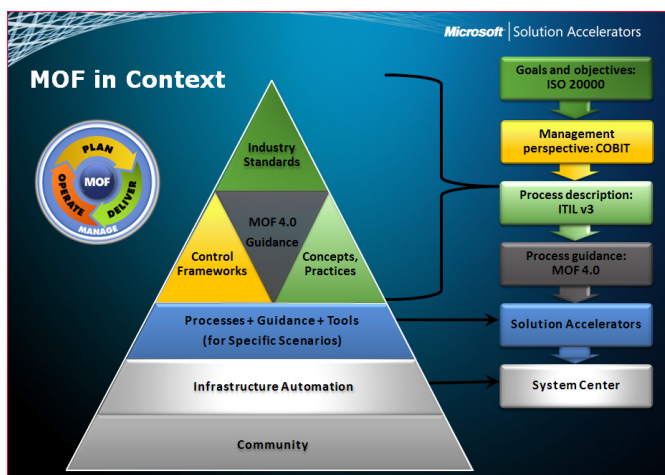 Microsoft | Solution Accelerators
MOF in Context
PLAN
DELIVER
OPERATE
MOF
MANAGE
Industry
Standards
MOF 4.0
Guidance
Control
Frameworks
Concepts,
Practices
Processes + Guidance + Tools
(for Specific Scenarios)
Infrastructure Automation
Community
Goals and objectives:
ISO 20000
Management
perspective: COBIT
Process description:
ITIL v3
Process guidance:
MOF 4.0
Solution Accelerators
System Center